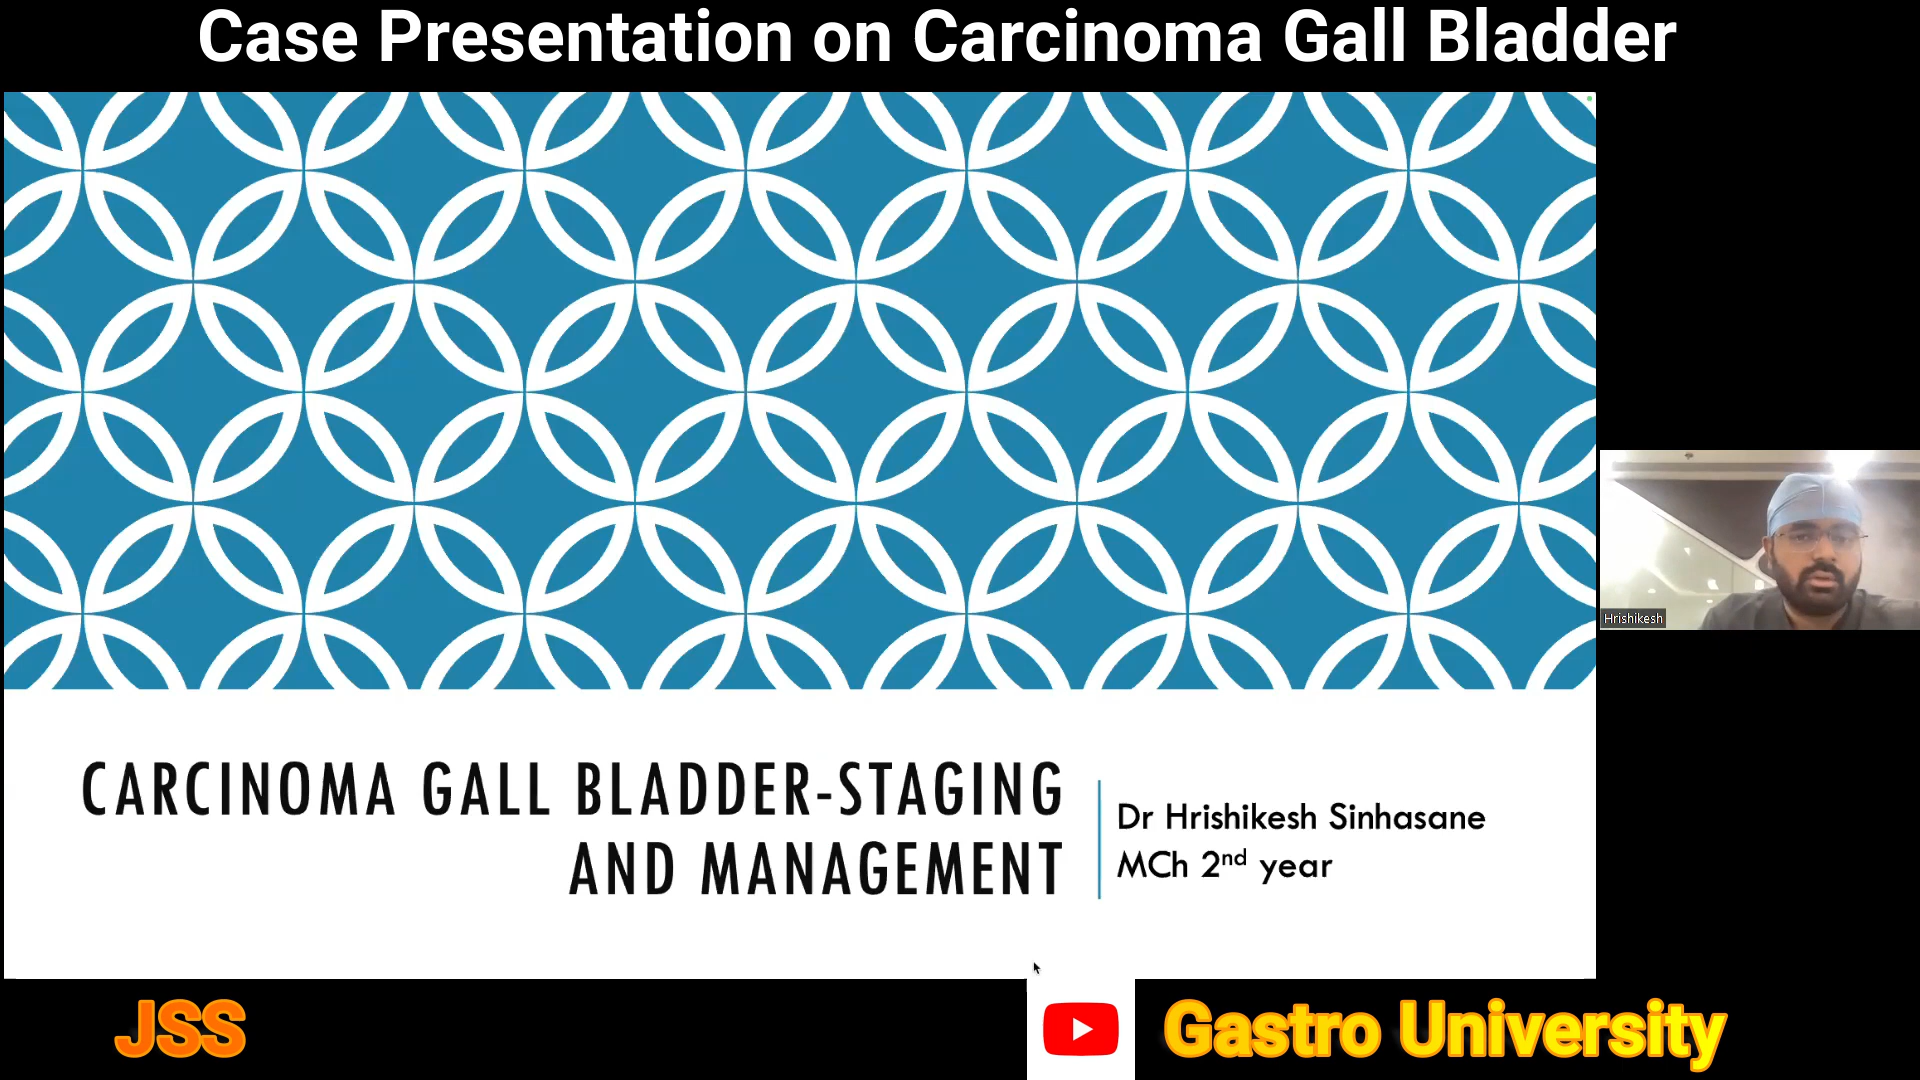 Case Presentation on Carcinoma Gall Bladder
CARCINOMA GALL BLADDER-STAGING
AND MANAGEMENT
Dr Hrishikesh Sinhasane
MCh 2nd year
Hrishikesh
JSS
Gastro University